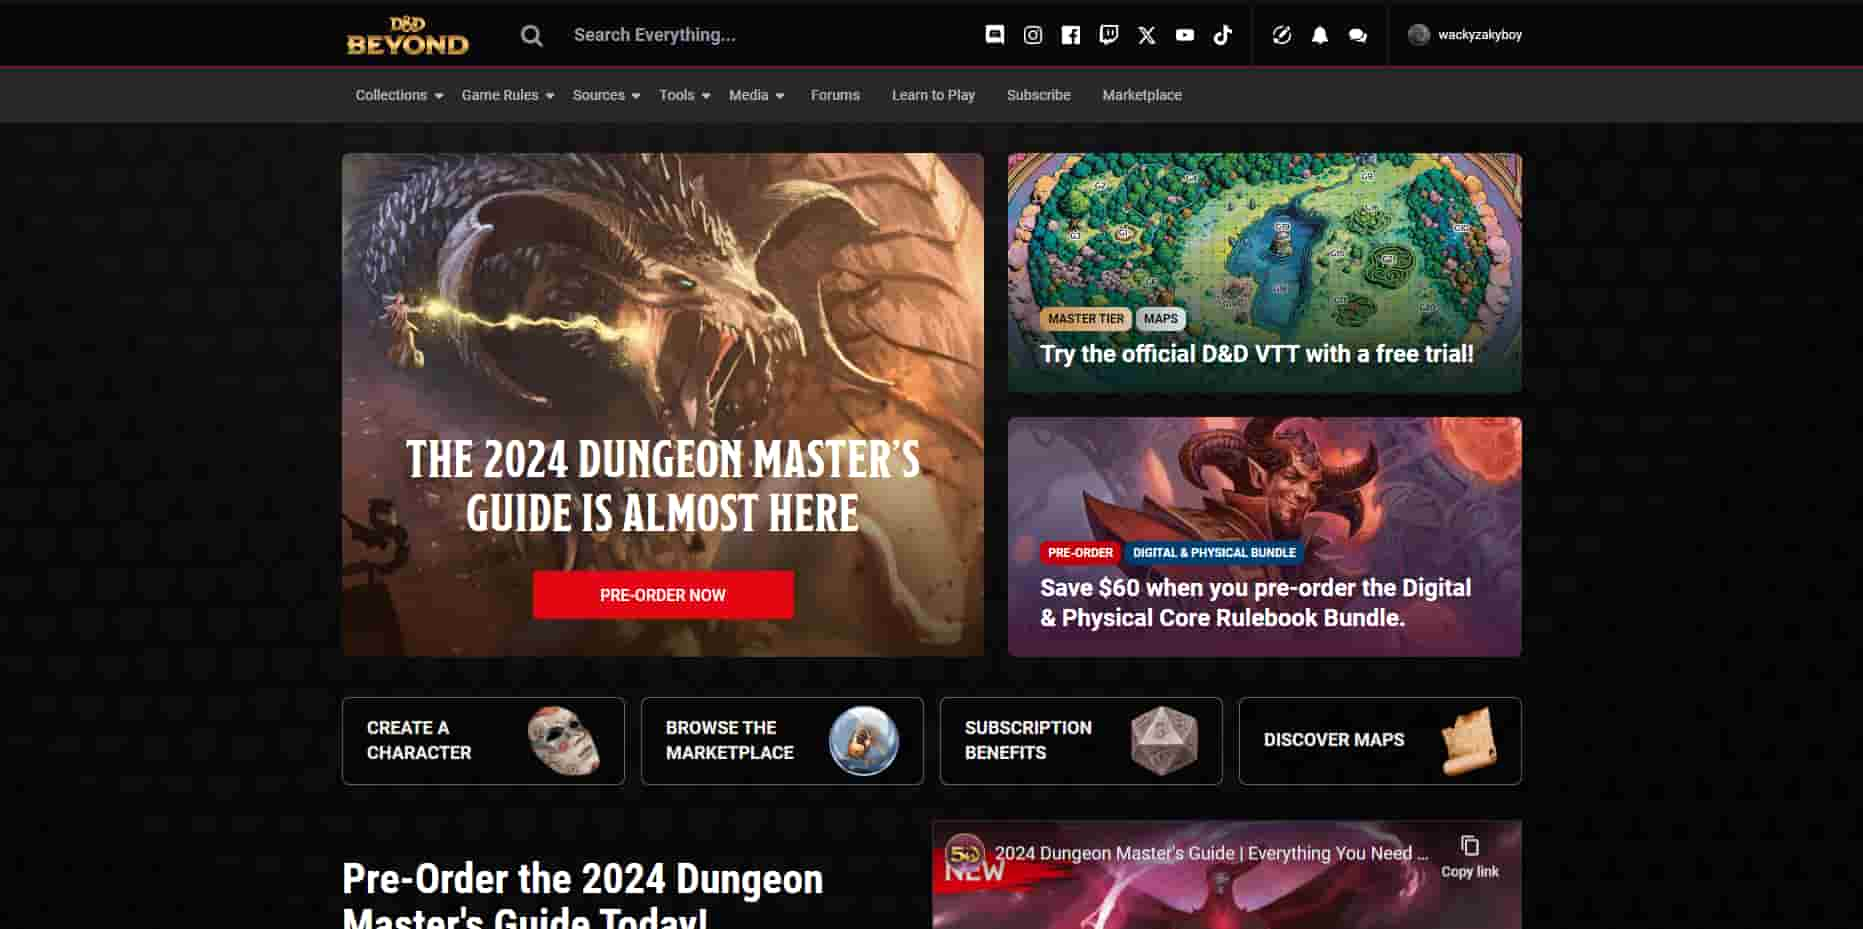 D&D
BEYOND
Search Everything...
wackyzakyboy
Collections
Game Rules
Sources
Tools
Media
Forums
Learn to Play
Subscribe
Marketplace
THE 2024 DUNGEON MASTER'S
GUIDE IS ALMOST HERE
PRE-ORDER NOW
MASTER TIER
MAPS
Try the official D&D VTT with a free trial!
PRE-ORDER
DIGITAL & PHYSICAL BUNDLE
Save $60 when you pre-order the Digital
& Physical Core Rulebook Bundle.
CREATE A
CHARACTER
BROWSE THE
MARKETPLACE
SUBSCRIPTION
BENEFITS
DISCOVER MAPS
Pre-Order the 2024 Dungeon
Master's Guide Today!
50
2024 Dungeon Master's Guide | Everything You Need ...
NEW
Copy link